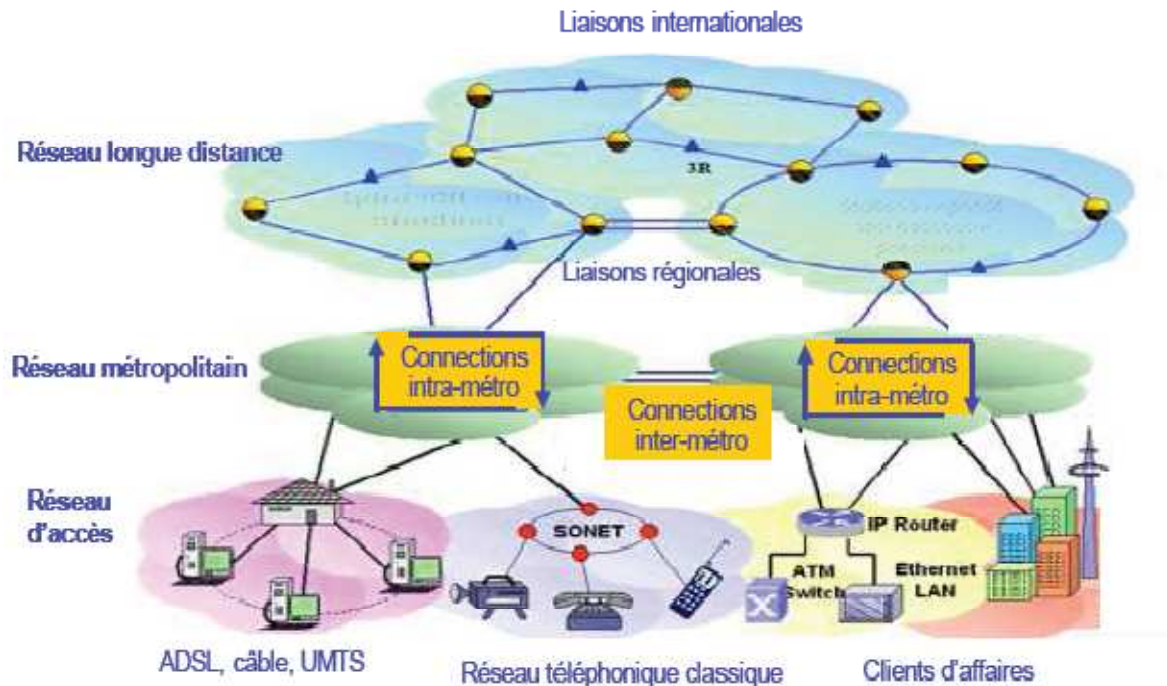 Liaisons internationales
Réseau longue distance
3R
Liaisons régionales
Réseau métropolitain
Connections
intra-métro
Connections
intra-métro
Connections
inter-métro
Réseau
d'accès
SONET
IP Router
ATM
Switch
Ethernet
LAN
ADSL, câble, UMTS
Réseau téléphonique classique
Clients d'affaires